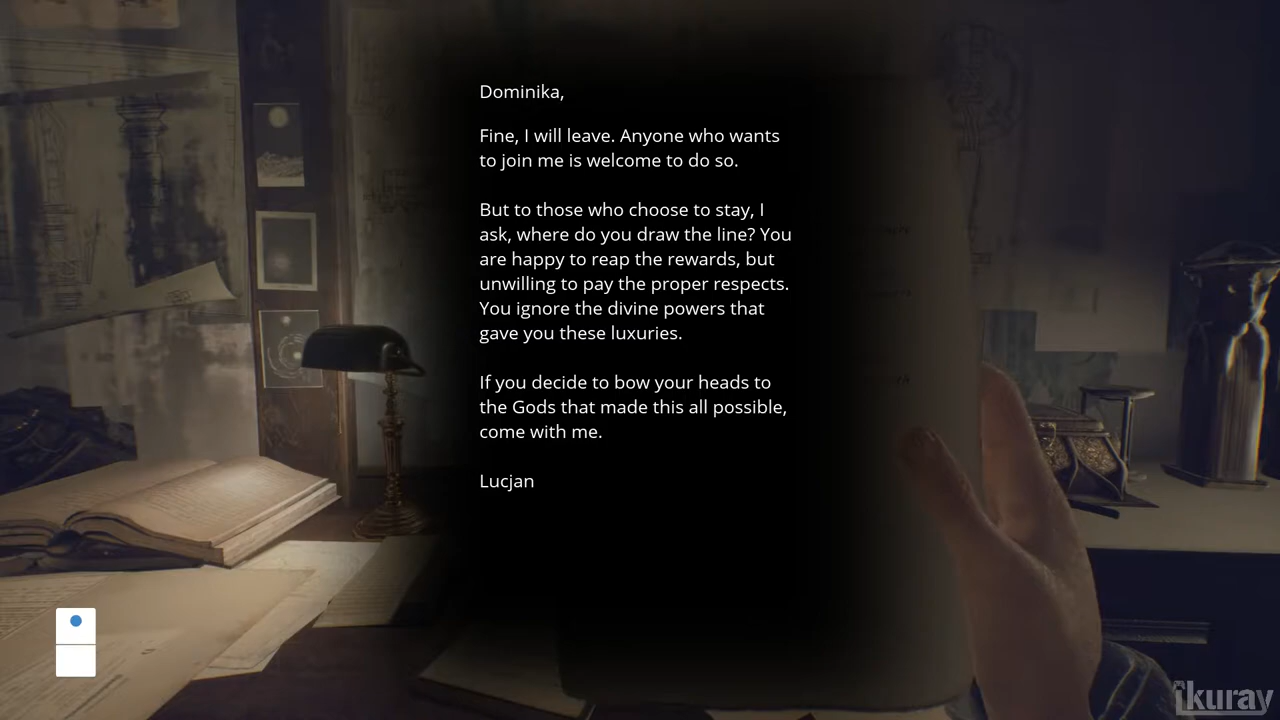 Dominika,
Fine, I will leave. Anyone who wants
to join me is welcome to do so.
But to those who choose to stay, I
ask, where do you draw the line? You
are happy to reap the rewards, but
unwilling to pay the proper respects.
You ignore the divine powers that
gave you these luxuries.
If you decide to bow your heads to
the Gods that made this all possible,
come with me.
Lucjan
ikuray